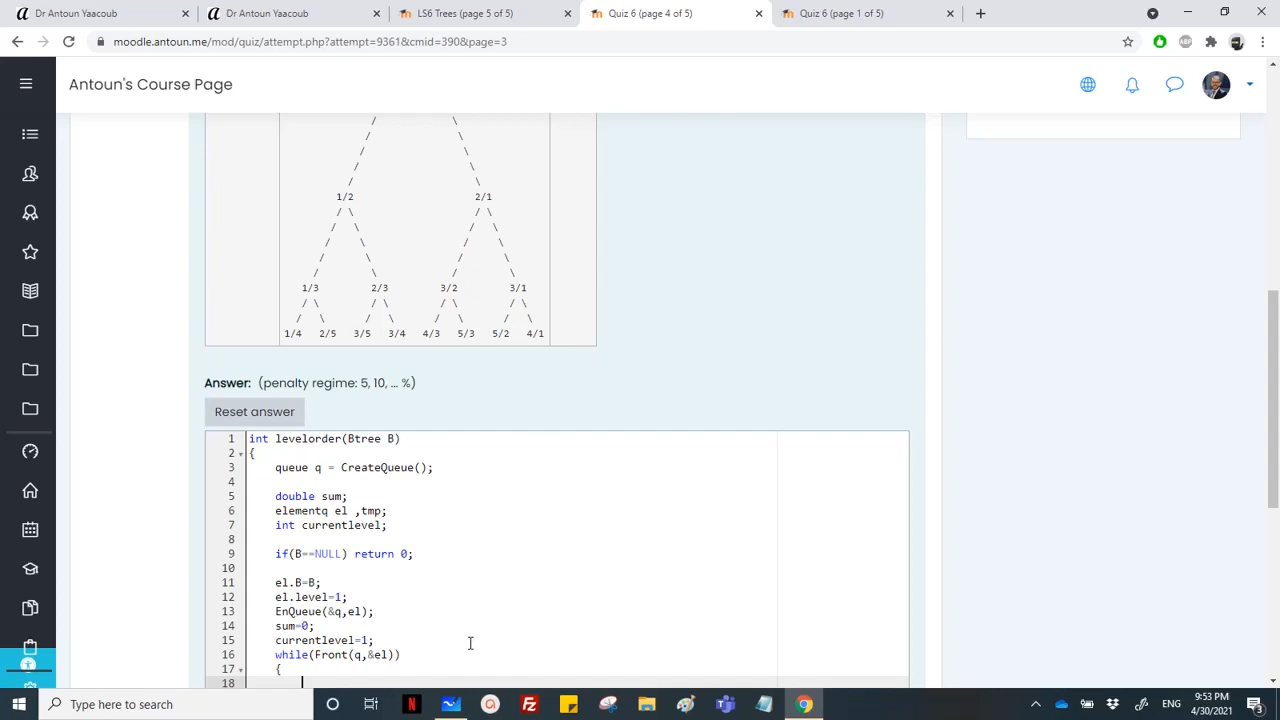 Dr Antoun Yaacoub
Dr Antoun Yaacoub
LS6 Trees (page 5 of 5)
Quiz 6 (page 4 of 5)
Quiz 6 (page 1 of 5)
moodle.antoun.me/mod/quiz/attempt.php?attempt=9361&cmid=390&page=3
ABP
Antoun's Course Page
/ \
/ \
/ \
/ \
/ \
1/2 2/1
/ \ / \
/ \ / \
/ \ / \
/ \ / \
/ \ / \
1/3 2/3 3/2 3/1
/ \ / \ / \ / \
/ \ / \ / \ / \
1/4 2/5 3/5 3/4 4/3 5/3 5/2 4/1
Answer: (penalty regime: 5, 10, ... %)
Reset answer
1 int levelorder(Btree B)
2 {
3 queue q = CreateQueue();
4
5 double sum;
6 elementq el ,tmp;
7 int currentlevel;
8
9 if(B==NULL) return 0;
10
11 el.B=B;
12 el.level=1;
13 EnQueue(&q,el);
14 sum=0;
15 currentlevel=1;
16 while(Front(q,&el))
17 {
18
Type here to search
ENG
9:53 PM
4/30/2021
3